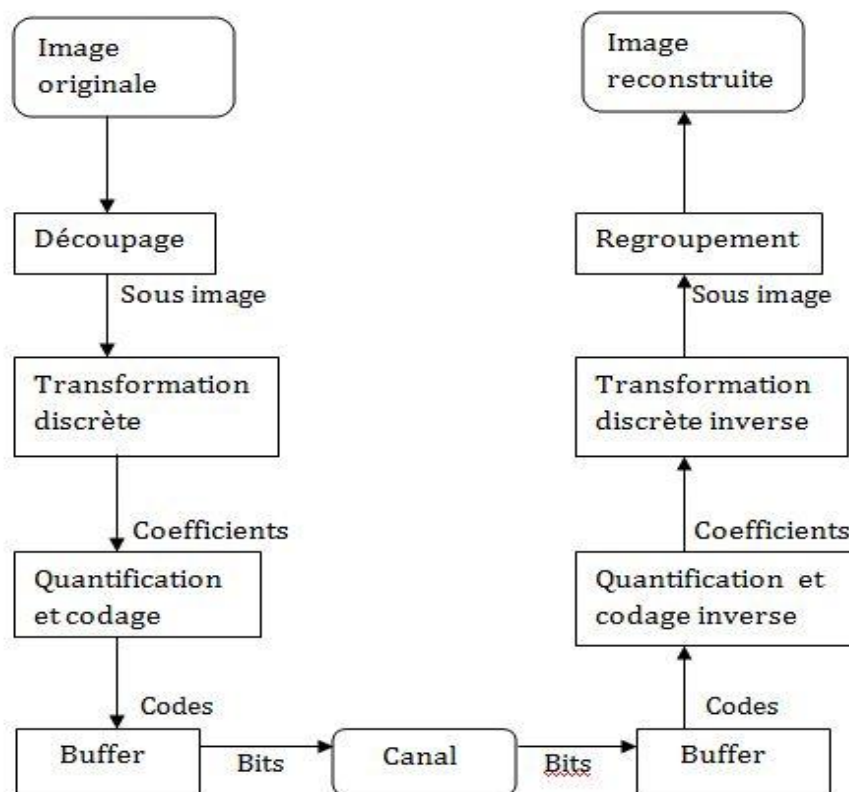 Image
originale
Découpage
Sous image
Transformation
discrète
Coefficients
Quantification
et codage
Codes
Buffer
Bits
Canal
Bits
Buffer
Codes
Quantification et
codage inverse
Coefficients
Transformation
discrète inverse
Sous image
Regroupement
Image
reconstruite